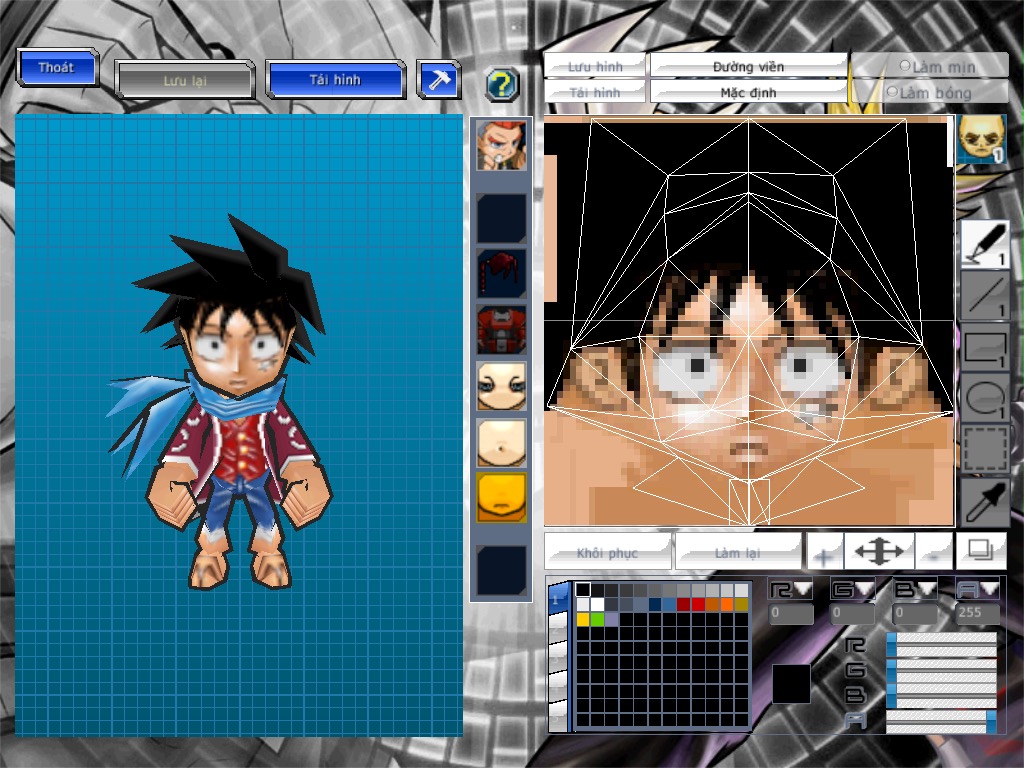 Thoát
Lưu lại
Tải hình
?
Lưu hình
Đường viền
Làm mịn
Tải hình
Mặc định
Làm bóng
1
1
1
1
1
Khôi phục
Làm lại
+
-
1
R G B A
0 0 0 255
R
G
B
A